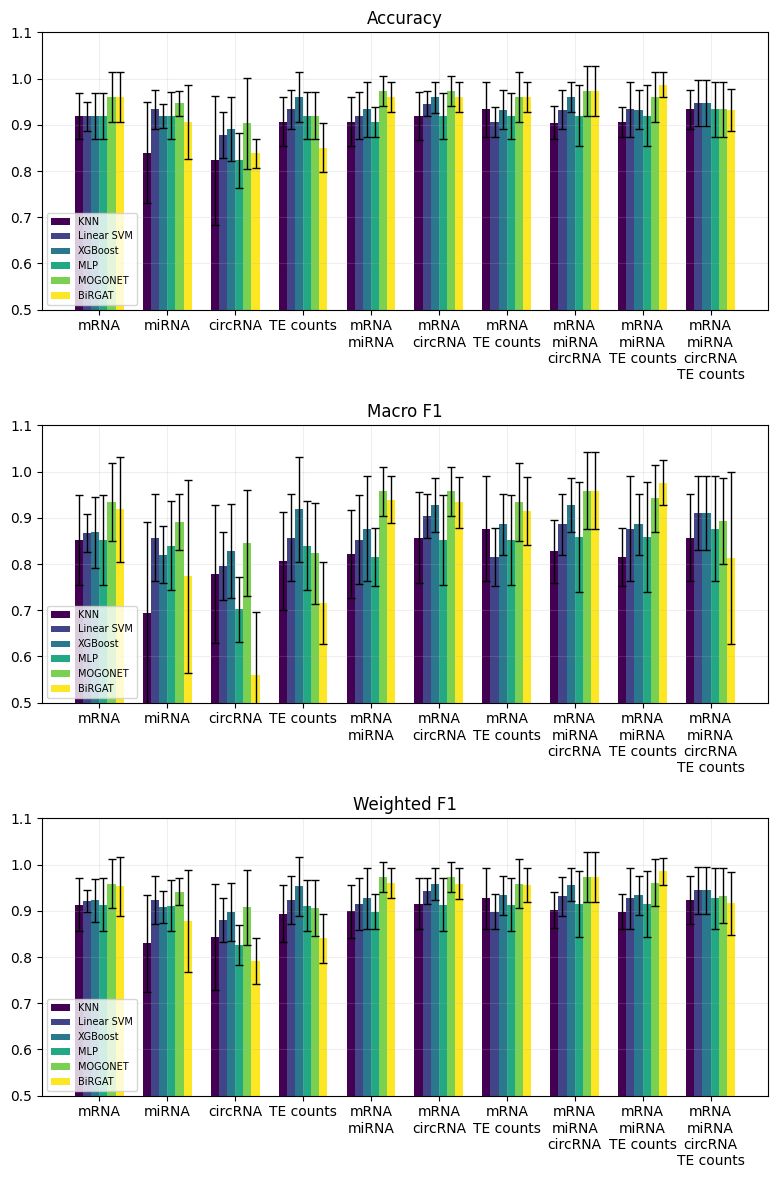 Accuracy
1.1
1.0
0.9
0.8
0.7
0.6
0.5
KNN
Linear SVM
XGBoost
MLP
MOGONET
BiRGAT
mRNA miRNA circRNA TE counts mRNA mRNA mRNA mRNA mRNA mRNA
miRNA circRNA TE counts miRNA miRNA miRNA
circRNA TE counts circRNA
TE counts
Macro F1
1.1
1.0
0.9
0.8
0.7
0.6
0.5
KNN
Linear SVM
XGBoost
MLP
MOGONET
BiRGAT
mRNA miRNA circRNA TE counts mRNA mRNA mRNA mRNA mRNA mRNA
miRNA circRNA TE counts miRNA miRNA miRNA
circRNA TE counts circRNA
TE counts
Weighted F1
1.1
1.0
0.9
0.8
0.7
0.6
0.5
KNN
Linear SVM
XGBoost
MLP
MOGONET
BiRGAT
mRNA miRNA circRNA TE counts mRNA mRNA mRNA mRNA mRNA mRNA
miRNA circRNA TE counts miRNA miRNA miRNA
circRNA TE counts circRNA
TE counts